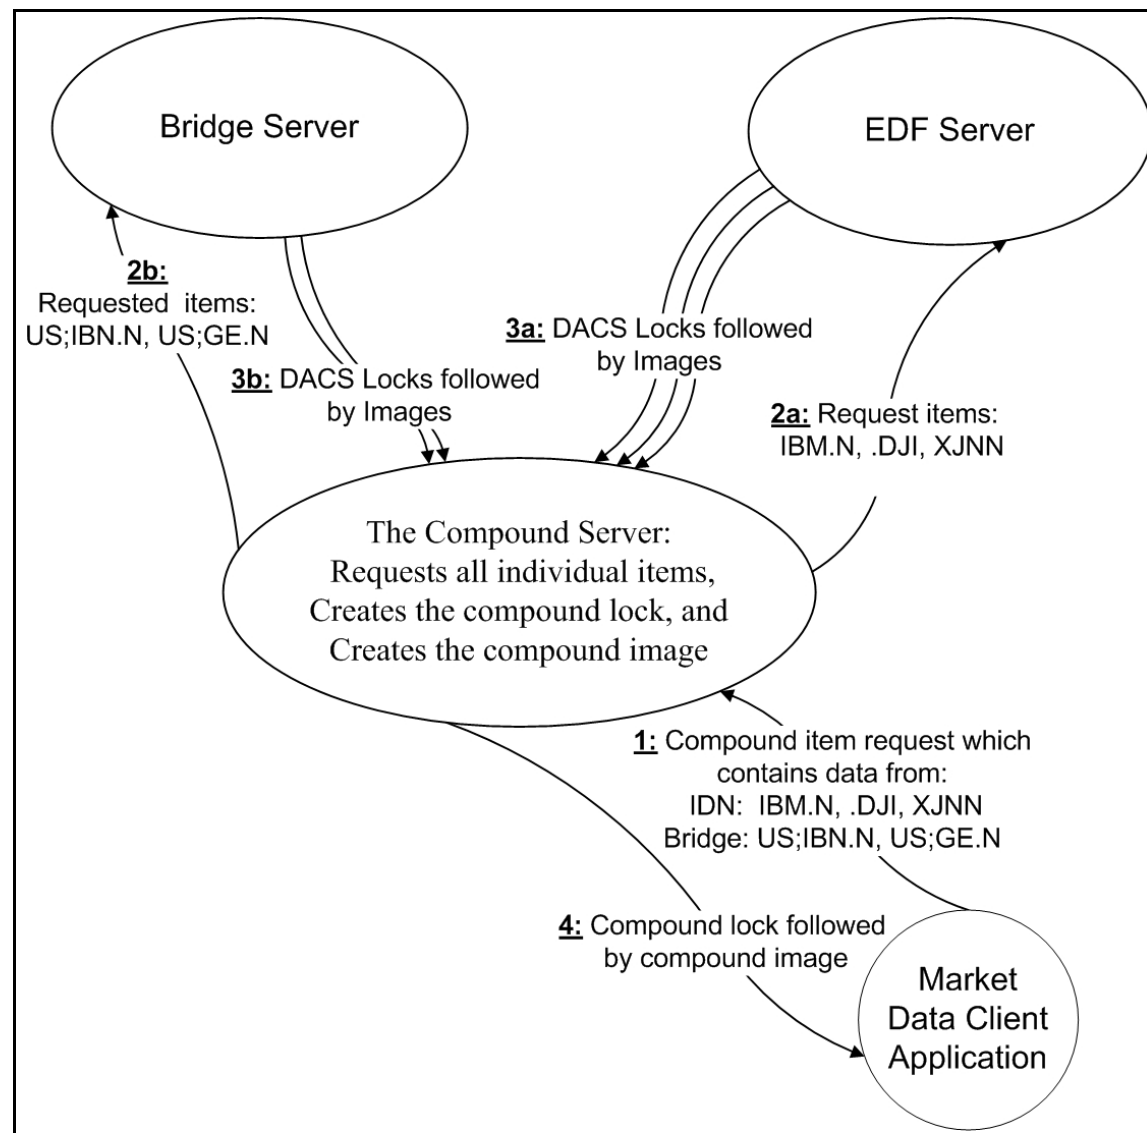 Bridge Server
EDF Server
2b:
Requested items:
US;IBN.N, US;GE.N
3a: DACS Locks followed
by Images
3b: DACS Locks followed
by Images
2a: Request items:
IBM.N, .DJI, XJNN
The Compound Server:
Requests all individual items,
Creates the compound lock, and
Creates the compound image
1: Compound item request which
contains data from:
IDN: IBM.N, .DJI, XJNN
Bridge: US;IBN.N, US;GE.N
4: Compound lock followed
by compound image
Market
Data Client
Application